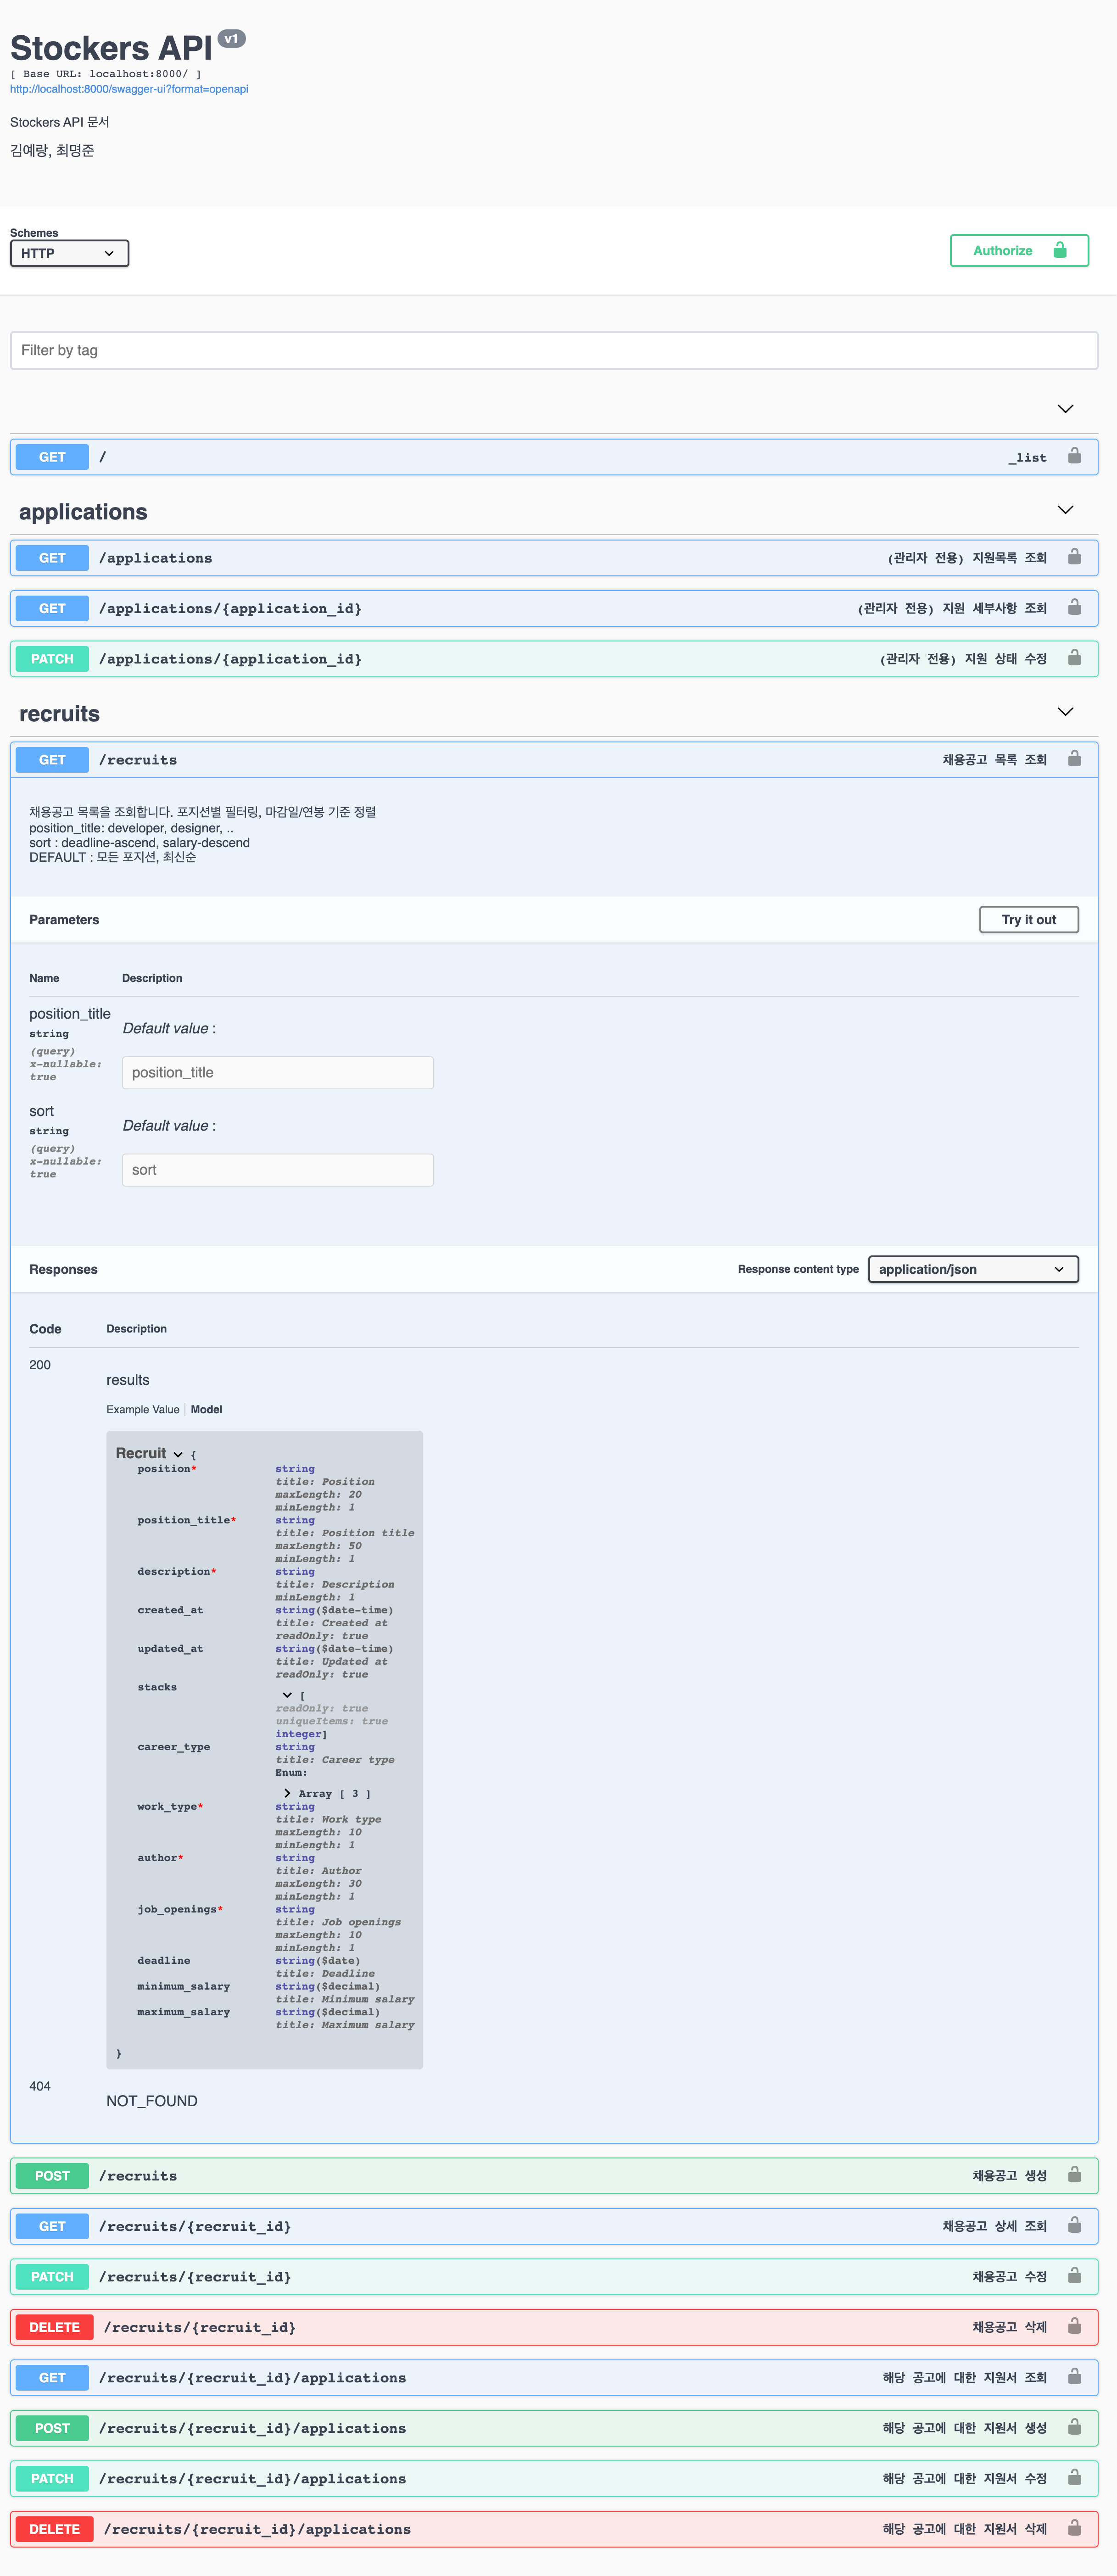 Stockers API v1
[ Base URL: localhost:8000/ ]
http://localhost:8000/swagger-ui?format=openapi
Stockers API 문서
김예랑, 최명준
Schemes
HTTP
Authorize
Filter by tag
GET / _list
applications
GET /applications (관리자 전용) 지원목록 조회
GET /applications/{application_id} (관리자 전용) 지원 세부사항 조회
PATCH /applications/{application_id} (관리자 전용) 지원 상태 수정
recruits
GET /recruits 채용공고 목록 조회
채용공고 목록을 조회합니다. 포지션별 필터링, 마감일/연봉 기준 정렬
position_title: developer, designer, ..
sort : deadline-ascend, salary-descend
DEFAULT : 모든 포지션, 최신순
Parameters
Try it out
Name Description
position_title
string
(query)
x-nullable:
true
Default value :
position_title
sort
string
(query)
x-nullable:
true
Default value :
sort
Responses
Response content type application/json
Code Description
200
results
Example Value Model
Recruit {
position* string
title: Position
maxLength: 20
minLength: 1
position_title* string
title: Position title
maxLength: 50
minLength: 1
description* string
title: Description
minLength: 1
created_at string($date-time)
title: Created at
readOnly: true
updated_at string($date-time)
title: Updated at
readOnly: true
stacks
[
readOnly: true
uniqueItems: true
integer]
career_type string
title: Career type
Enum:
Array [ 3 ]
work_type* string
title: Work type
maxLength: 10
minLength: 1
author* string
title: Author
maxLength: 30
minLength: 1
job_openings* string
title: Job openings
maxLength: 10
minLength: 1
deadline string($date)
title: Deadline
minimum_salary string($decimal)
title: Minimum salary
maximum_salary string($decimal)
title: Maximum salary
}
404
NOT_FOUND
POST /recruits 채용공고 생성
GET /recruits/{recruit_id} 채용공고 상세 조회
PATCH /recruits/{recruit_id} 채용공고 수정
DELETE /recruits/{recruit_id} 채용공고 삭제
GET /recruits/{recruit_id}/applications 해당 공고에 대한 지원서 조회
POST /recruits/{recruit_id}/applications 해당 공고에 대한 지원서 생성
PATCH /recruits/{recruit_id}/applications 해당 공고에 대한 지원서 수정
DELETE /recruits/{recruit_id}/applications 해당 공고에 대한 지원서 삭제